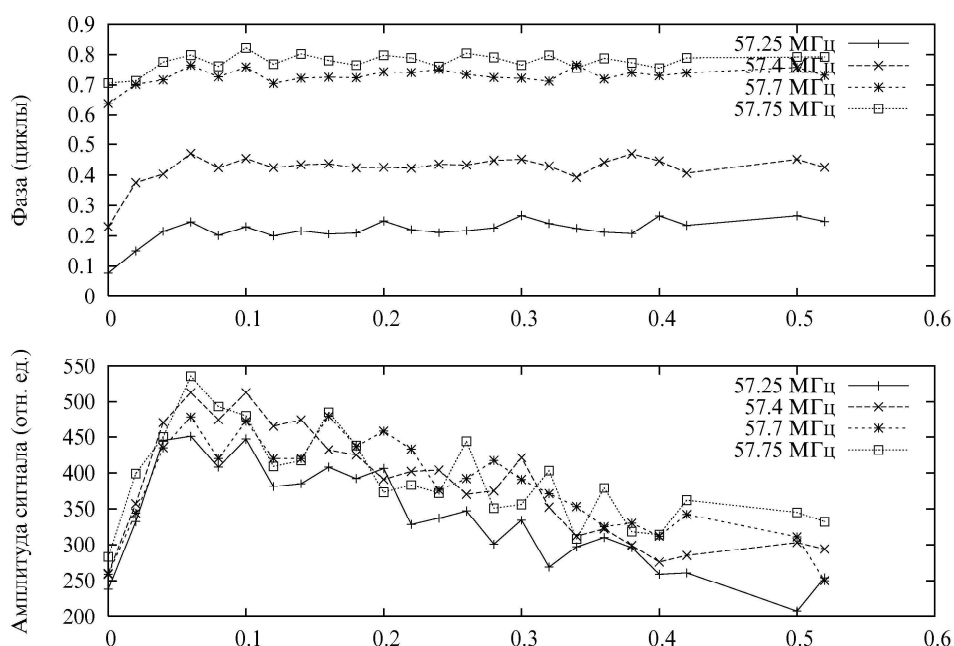 Фаза (циклы)
0.9
0.8
0.7
0.6
0.5
0.4
0.3
0.2
0.1
0
57.25 МГц
57.4 МГц
57.7 МГц
57.75 МГц
0 0.1 0.2 0.3 0.4 0.5 0.6
Амплитуда сигнала (отн. ед.)
550
500
450
400
350
300
250
200
57.25 МГц
57.4 МГц
57.7 МГц
57.75 МГц
0 0.1 0.2 0.3 0.4 0.5 0.6